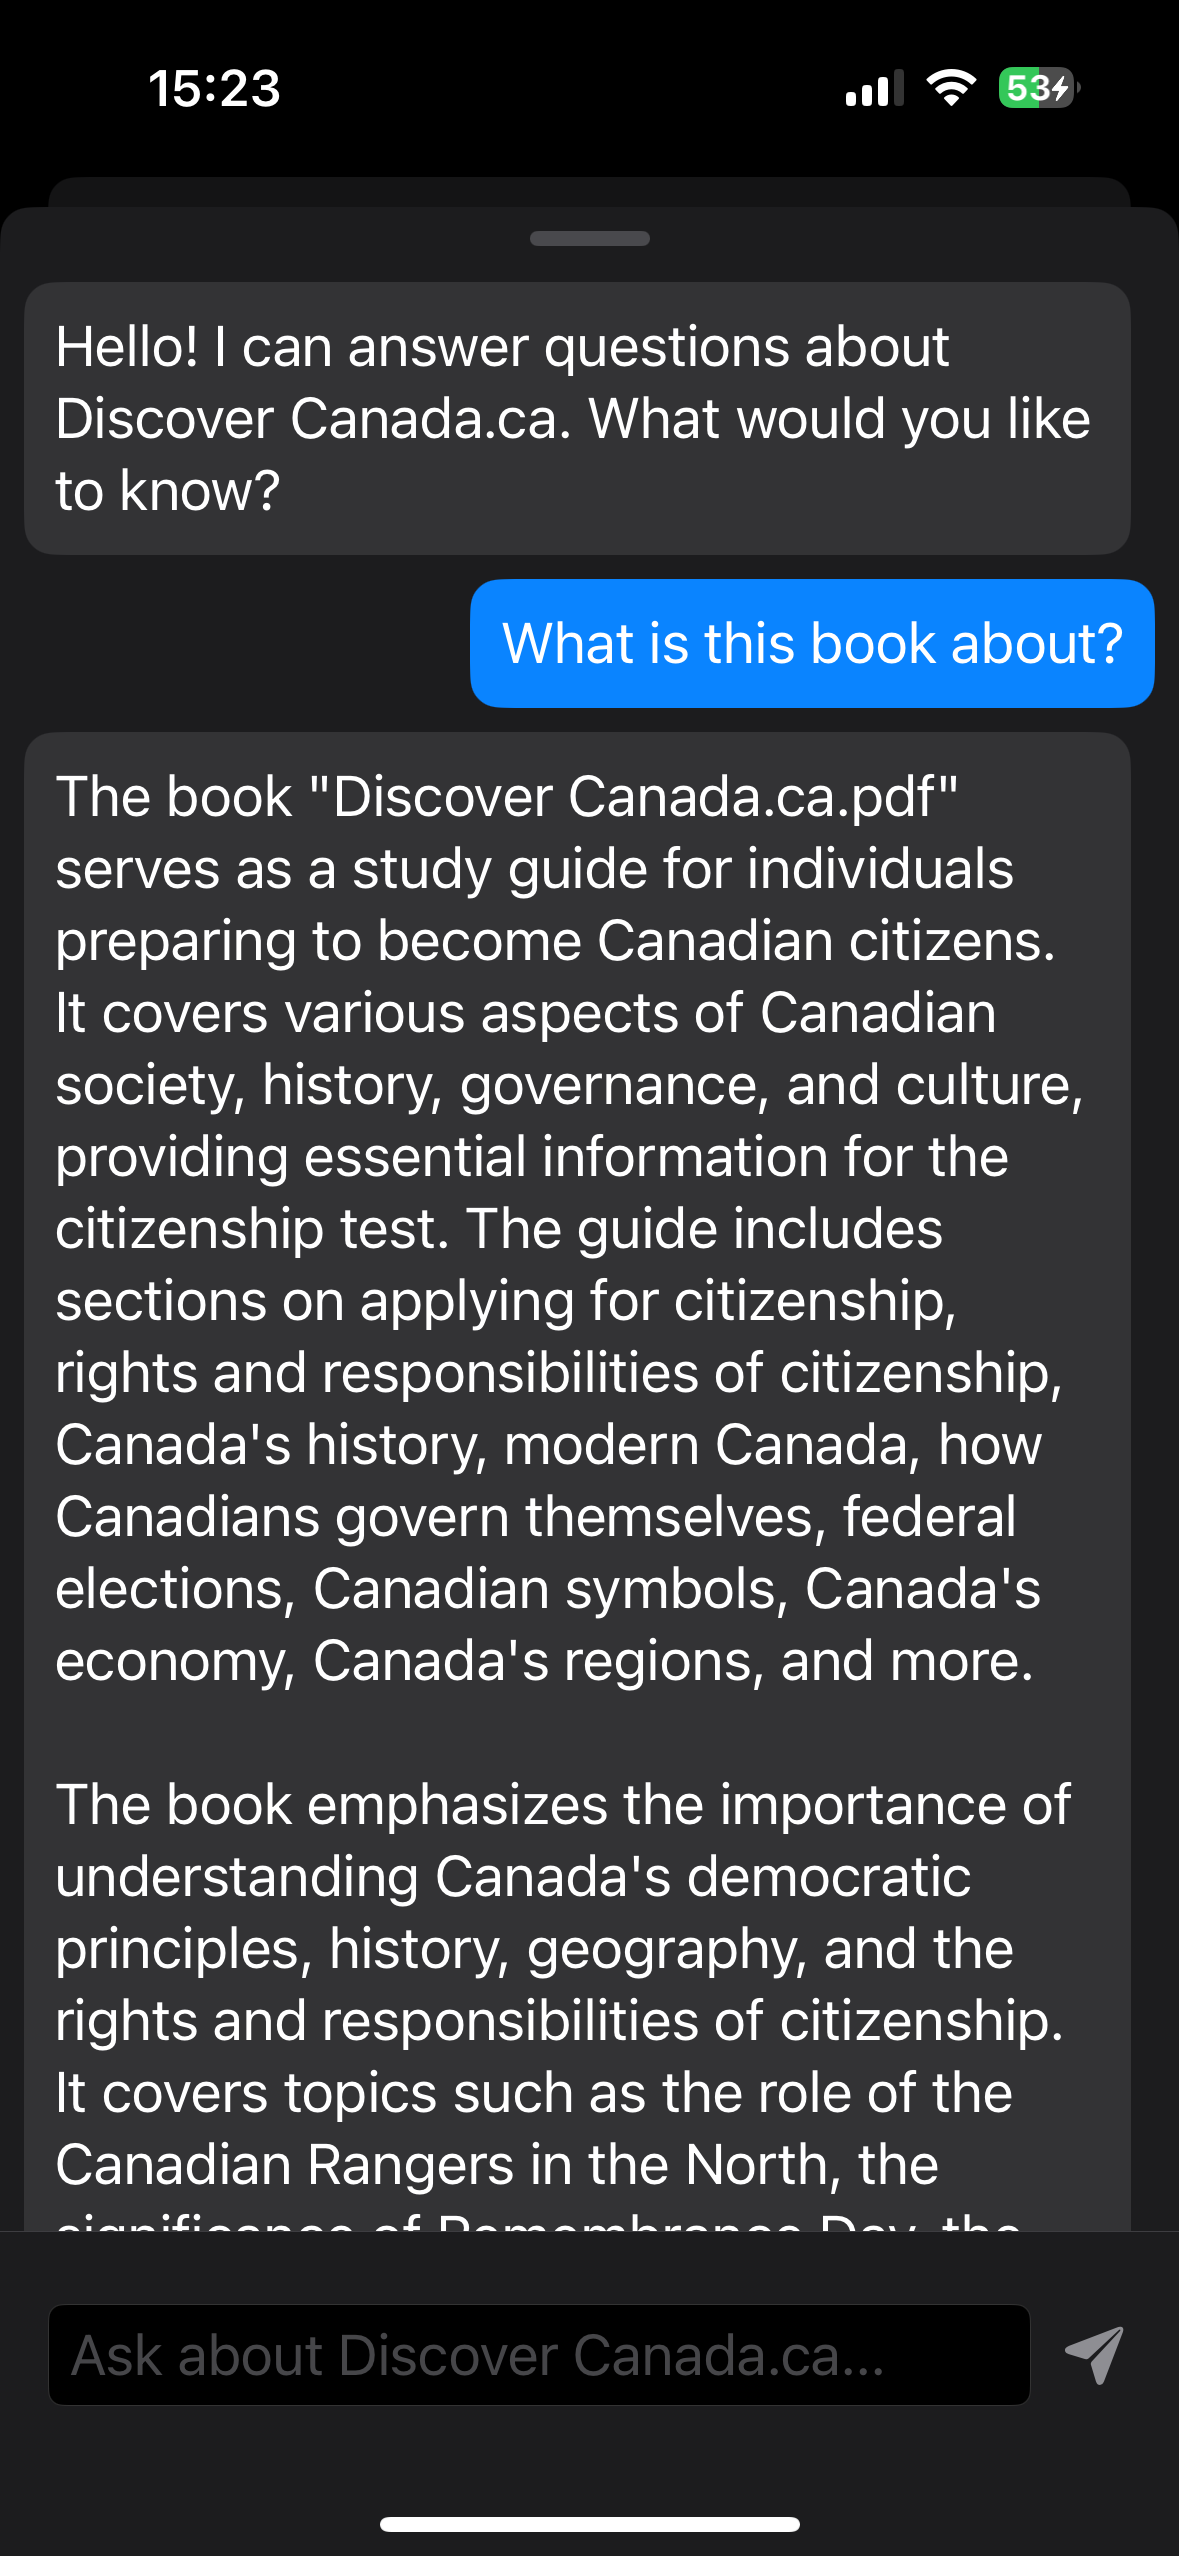 15:23
53
Hello! I can answer questions about
Discover Canada.ca. What would you like
to know?
What is this book about?
The book "Discover Canada.ca.pdf"
serves as a study guide for individuals
preparing to become Canadian citizens.
It covers various aspects of Canadian
society, history, governance, and culture,
providing essential information for the
citizenship test. The guide includes
sections on applying for citizenship,
rights and responsibilities of citizenship,
Canada's history, modern Canada, how
Canadians govern themselves, federal
elections, Canadian symbols, Canada's
economy, Canada's regions, and more.
The book emphasizes the importance of
understanding Canada's democratic
principles, history, geography, and the
rights and responsibilities of citizenship.
It covers topics such as the role of the
Canadian Rangers in the North, the
significance of Remembrance Day, the
Ask about Discover Canada.ca...